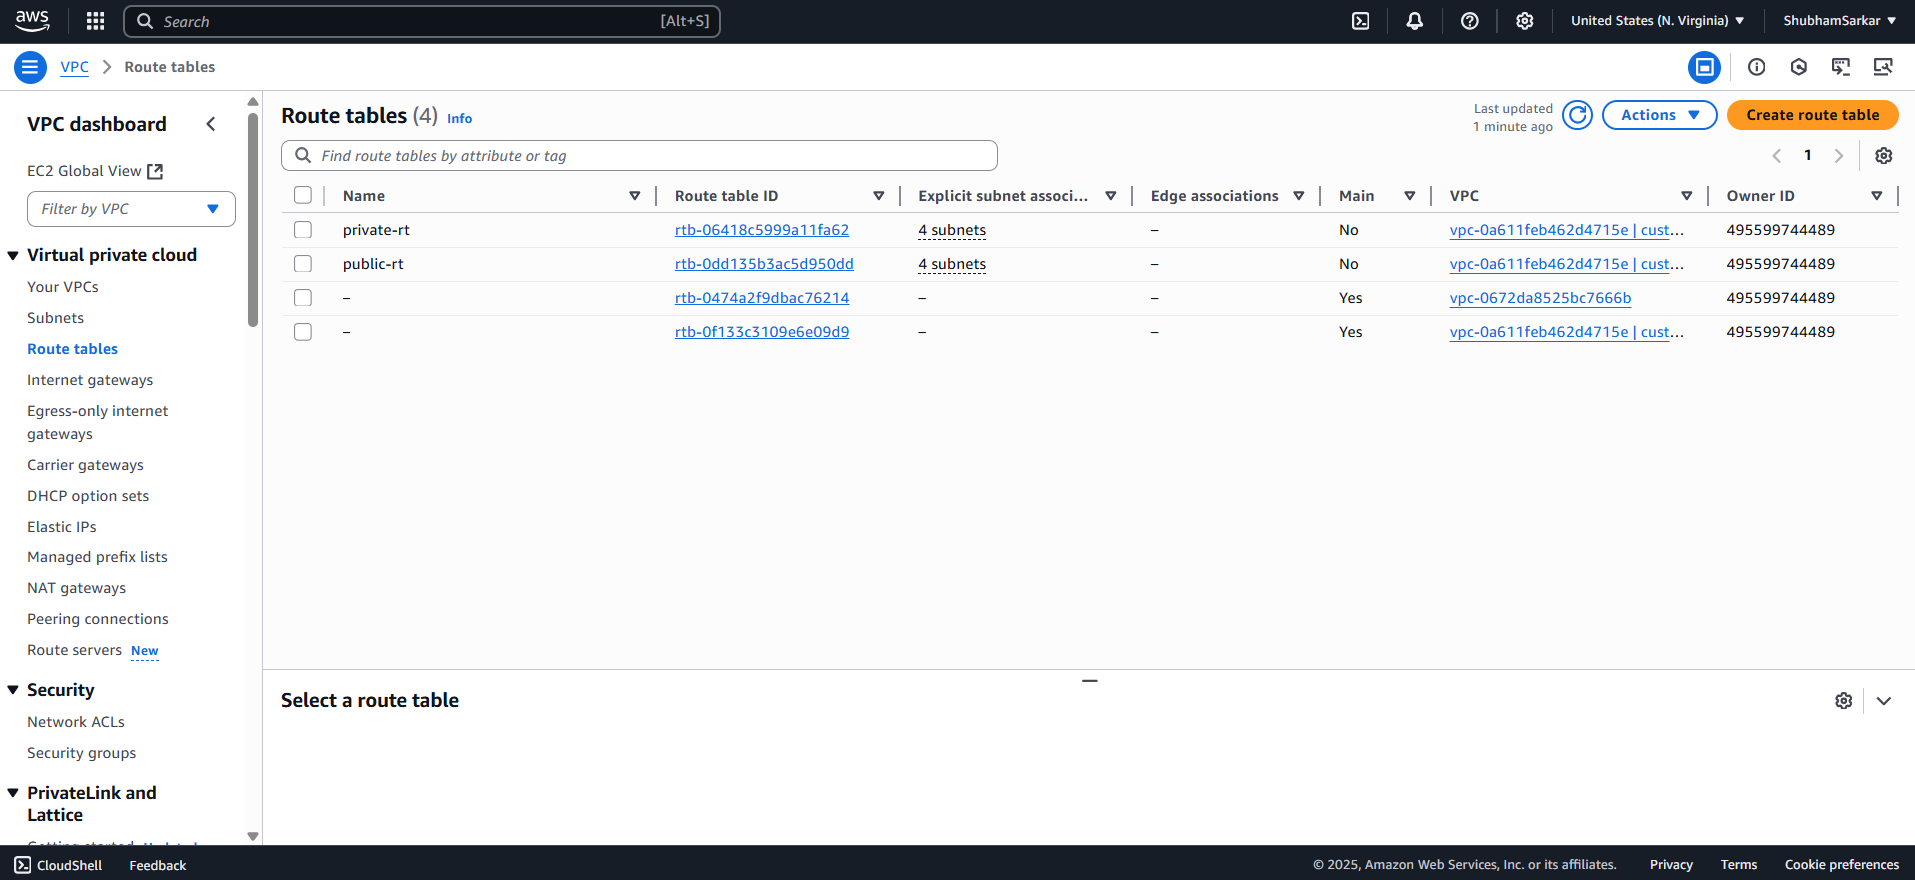 aws
Search [Alt+S]
United States (N. Virginia)
ShubhamSarkar
VPC
Route tables
VPC dashboard
EC2 Global View
Filter by VPC
Virtual private cloud
Your VPCs
Subnets
Route tables
Internet gateways
Egress-only internet
gateways
Carrier gateways
DHCP option sets
Elastic IPs
Managed prefix lists
NAT gateways
Peering connections
Route servers New
Security
Network ACLs
Security groups
PrivateLink and
Lattice
Getting started Updated
Route tables (4) Info
Last updated
1 minute ago
Actions
Create route table
Find route tables by attribute or tag
1
Name Route table ID Explicit subnet associ... Edge associations Main VPC Owner ID
private-rt rtb-06418c5999a11fa62 4 subnets – No vpc-0a611feb462d4715e | cust... 495599744489
public-rt rtb-0dd135b3ac5d950dd 4 subnets – No vpc-0a611feb462d4715e | cust... 495599744489
– rtb-0474a2f9dbac76214 – – Yes vpc-0672da8525bc7666b 495599744489
– rtb-0f133c3109e6e09d9 – – Yes vpc-0a611feb462d4715e | cust... 495599744489
Select a route table
CloudShell Feedback
© 2025, Amazon Web Services, Inc. or its affiliates. Privacy Terms Cookie preferences